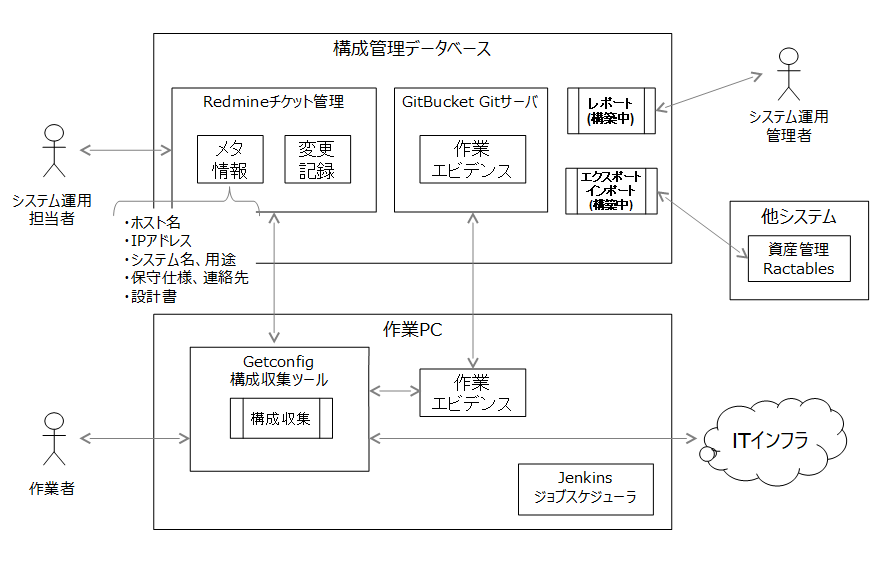 構成管理データベース
Redmineチケット管理
メタ
情報
変更
記録
GitBucket Gitサーバ
作業
エビデンス
レポート
(構築中)
エクスポート
インポート
(構築中)
システム運用
管理者
システム運用
担当者
・ホスト名
・IPアドレス
・システム名、用途
・保守仕様、連絡先
・設計書
他システム
資産管理
Ractables
作業PC
Getconfig
構成収集ツール
構成収集
作業
エビデンス
作業者
ITインフラ
Jenkins
ジョブスケジューラ